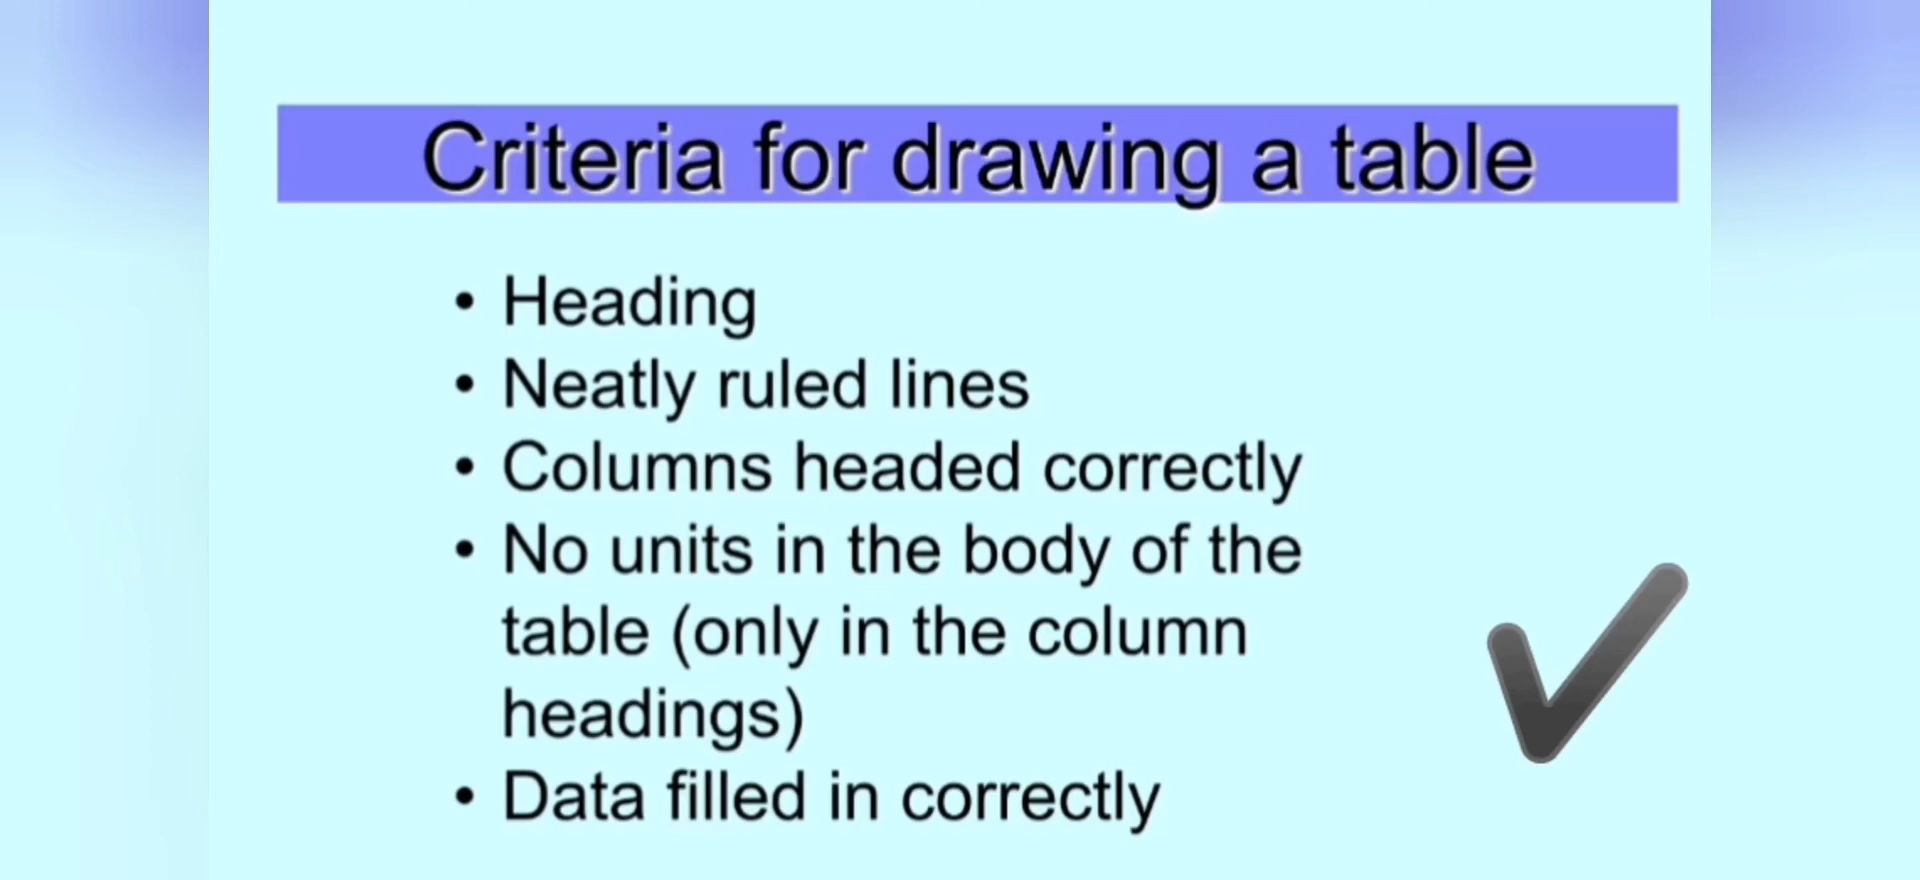 Criteria for drawing a table
• Heading
• Neatly ruled lines
• Columns headed correctly
• No units in the body of the
table (only in the column
headings)
• Data filled in correctly